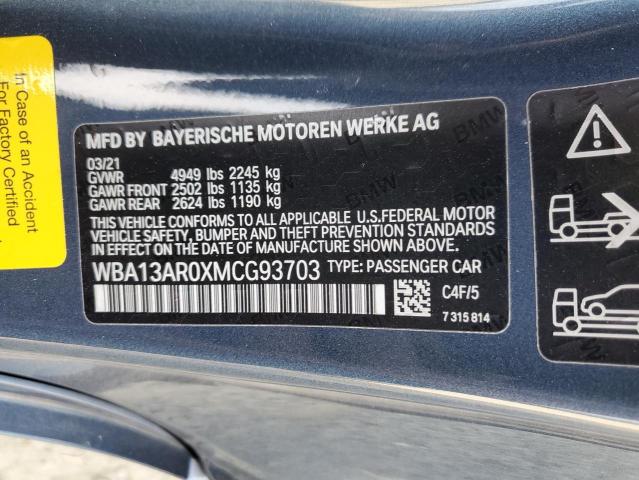 In Case of an Accident
For Factory Certified
MFD BY BAYERISCHE MOTOREN WERKE AG
03/21
GVWR 4949 lbs 2245 kg
GAWR FRONT 2502 lbs 1135 kg
GAWR REAR 2624 lbs 1190 kg
THIS VEHICLE CONFORMS TO ALL APPLICABLE U.S.FEDERAL MOTOR
VEHICLE SAFETY, BUMPER AND THEFT PREVENTION STANDARDS
IN EFFECT ON THE DATE OF MANUFACTURE SHOWN ABOVE.
WBA13AR0XMCG93703 TYPE: PASSENGER CAR
C4F/5
7 315 814
BMW
BMW
BMW